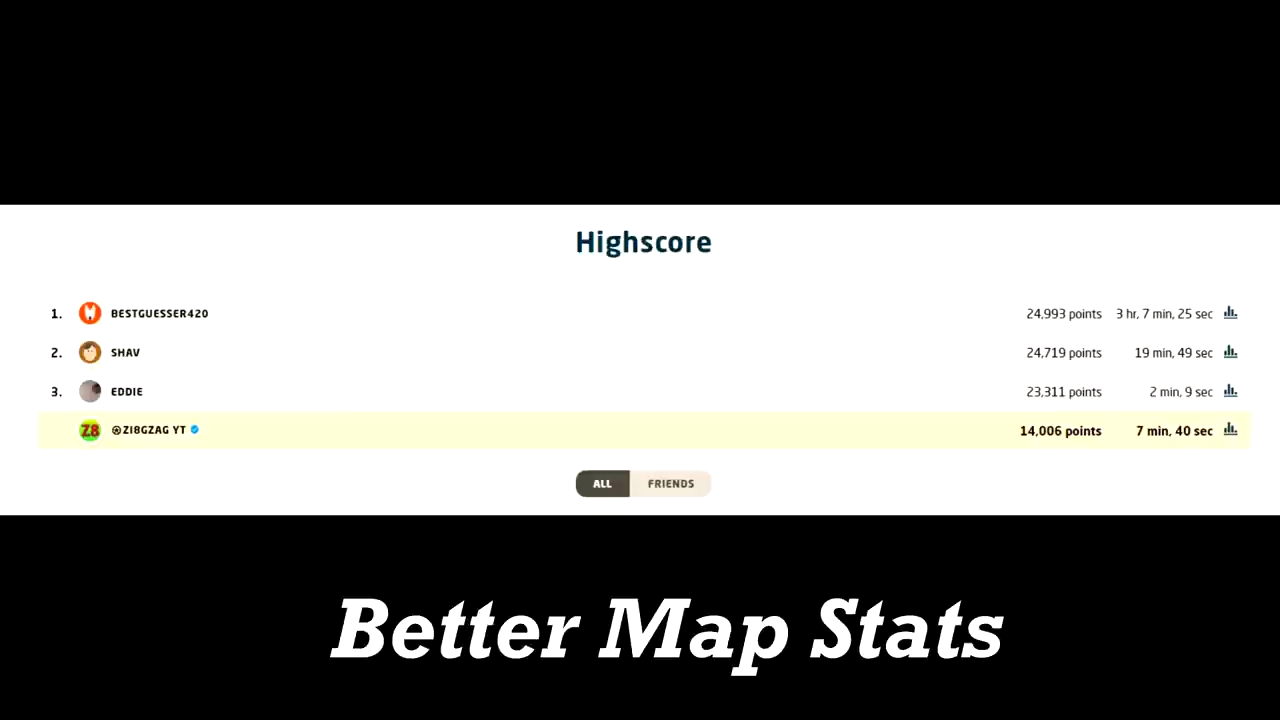 Highscore
1. BESTGUESSER420 24,993 points 3 hr, 7 min, 25 sec
2. SHAV 24,719 points 19 min, 49 sec
3. EDDIE 23,311 points 2 min, 9 sec
Z8 @ZI8GZAG YT 14,006 points 7 min, 40 sec
ALL FRIENDS
Better Map Stats